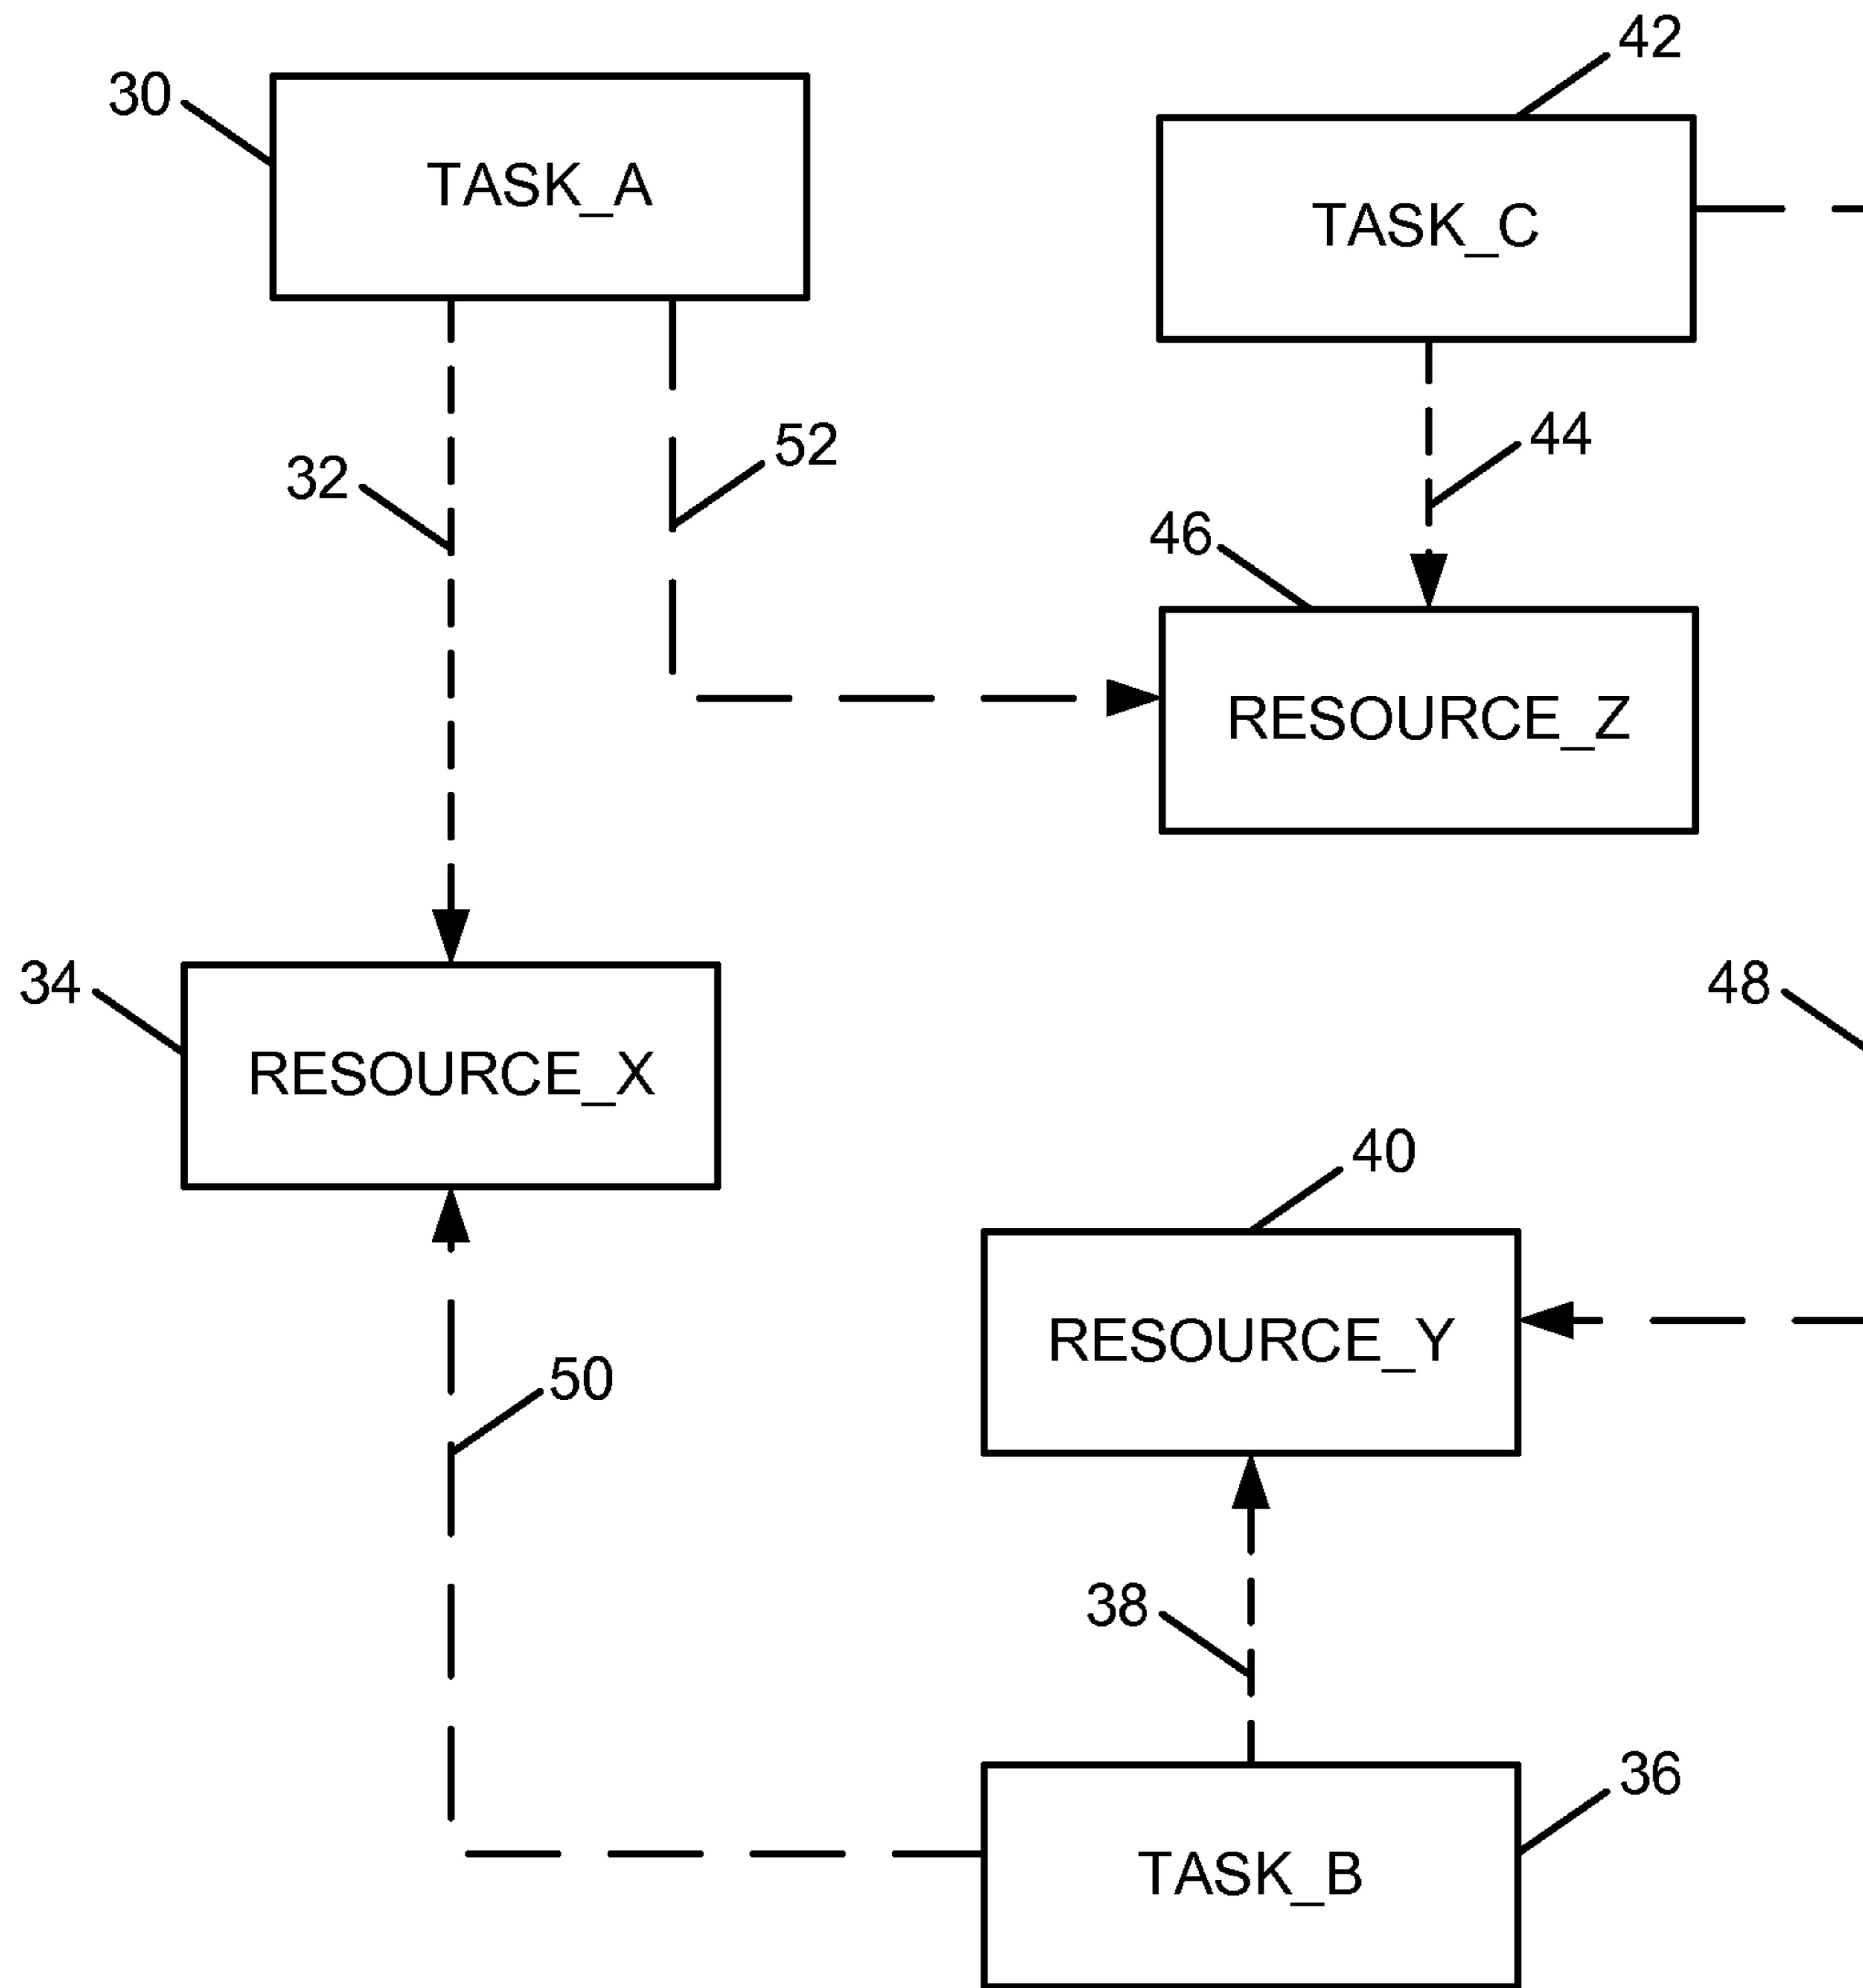 42
30
TASK_A
TASK_C
52
44
32
46
RESOURCE_Z
34
48
RESOURCE_X
40
RESOURCE_Y
50
38
36
TASK_B